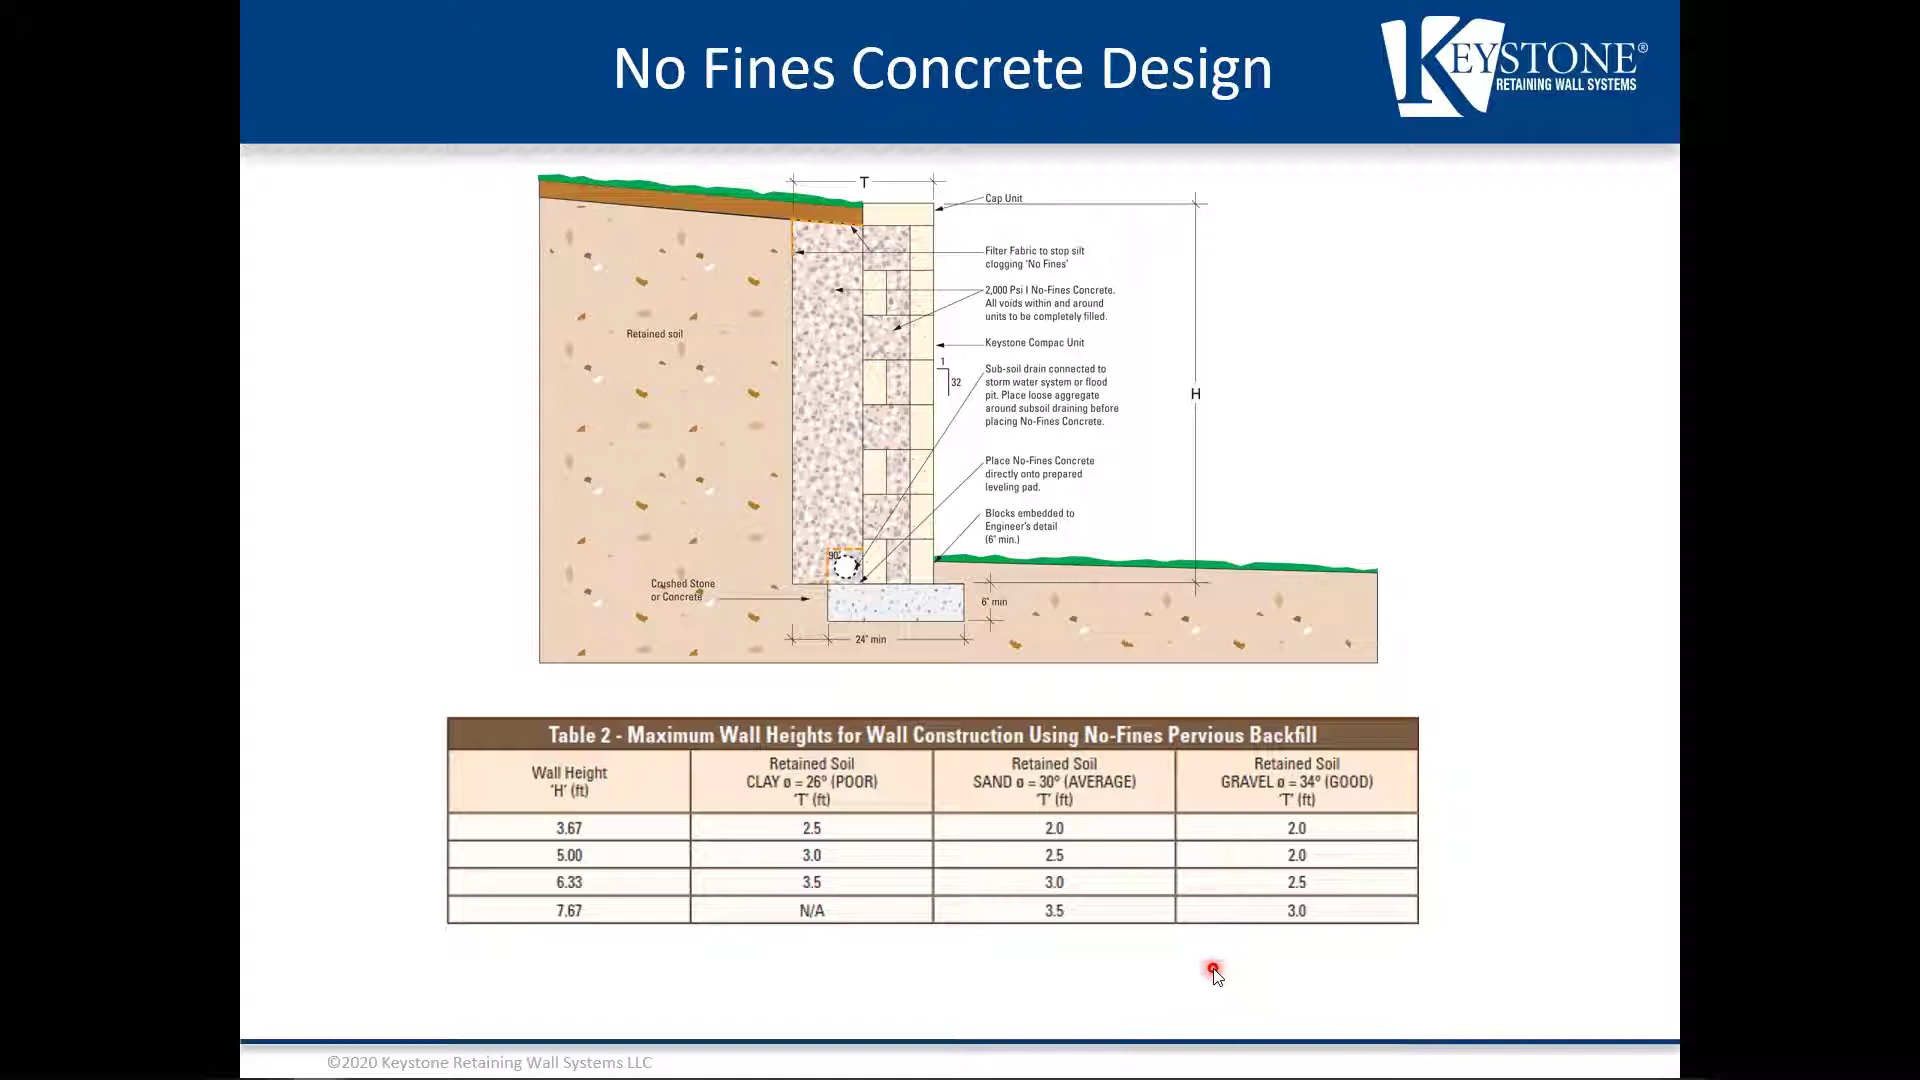 No Fines Concrete Design
KEYSTONE®
RETAINING WALL SYSTEMS
T
Cap Unit
Filter Fabric to stop silt
clogging 'No Fines'
2,000 Psi I No-Fines Concrete.
All voids within and around
units to be completely filled.
Retained soil
Keystone Compac Unit
1
32
Sub-soil drain connected to
storm water system or flood
pit. Place loose aggregate
around subsoil draining before
placing No-Fines Concrete.
H
Place No-Fines Concrete
directly onto prepared
leveling pad.
Blocks embedded to
Engineer's detail
(6" min.)
90°
Crushed Stone
or Concrete
6" min
24" min
Table 2 - Maximum Wall Heights for Wall Construction Using No-Fines Pervious Backfill
Wall Height
'H' (ft)
Retained Soil
CLAY ø = 26º (POOR)
'T' (ft)
Retained Soil
SAND ø = 30º (AVERAGE)
'T' (ft)
Retained Soil
GRAVEL ø = 34º (GOOD)
'T' (ft)
3.67 2.5 2.0 2.0
5.00 3.0 2.5 2.0
6.33 3.5 3.0 2.5
7.67 N/A 3.5 3.0
©2020 Keystone Retaining Wall Systems LLC